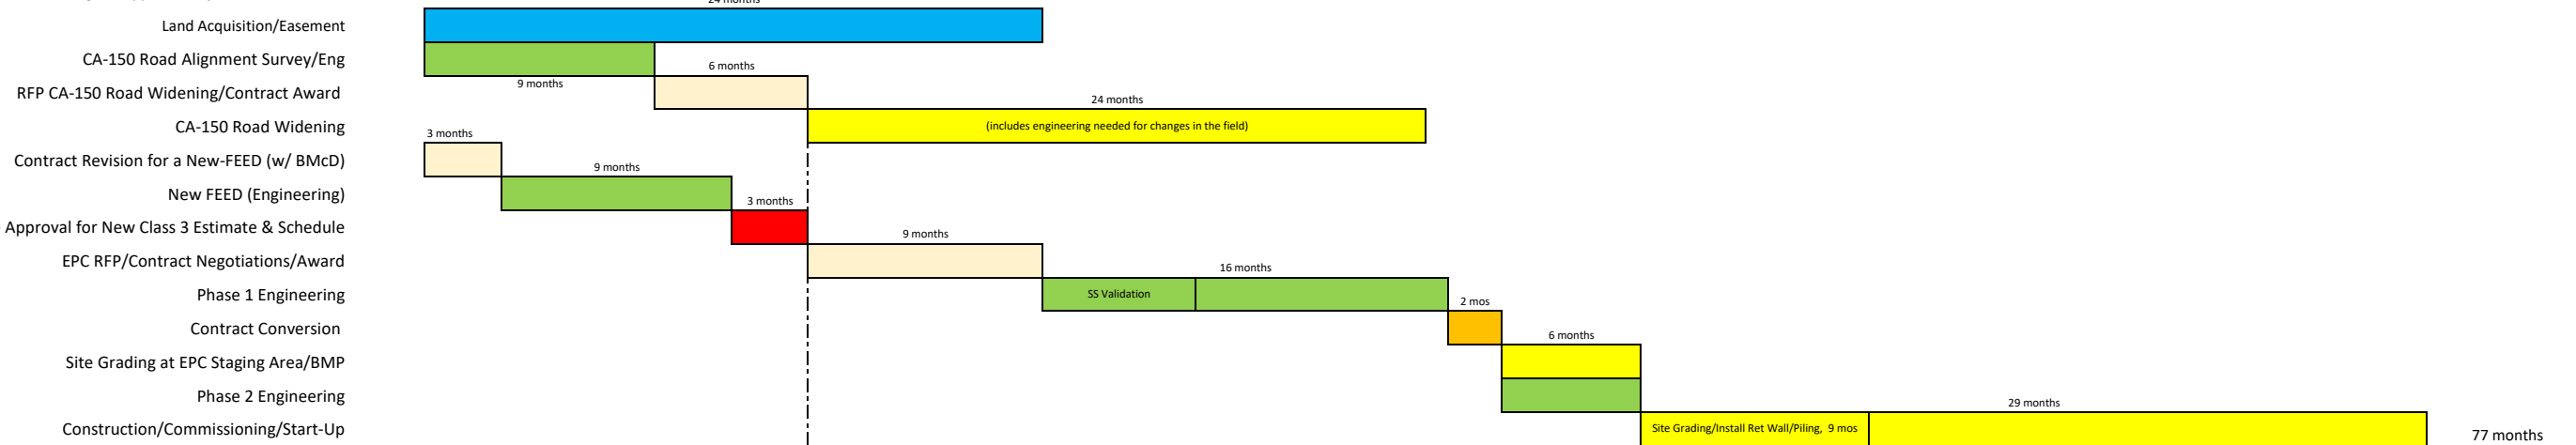 24 months
Land Acquisition/Easement
CA-150 Road Alignment Survey/Eng
9 months
6 months
RFP CA-150 Road Widening/Contract Award
24 months
CA-150 Road Widening
(includes engineering needed for changes in the field)
3 months
Contract Revision for a New-FEED (w/ BMcD)
9 months
New FEED (Engineering)
3 months
Approval for New Class 3 Estimate & Schedule
9 months
EPC RFP/Contract Negotiations/Award
16 months
Phase 1 Engineering
SS Validation
2 mos
Contract Conversion
6 months
Site Grading at EPC Staging Area/BMP
Phase 2 Engineering
29 months
Construction/Commissioning/Start-Up
Site Grading/Install Ret Wall/Piling, 9 mos
77 months